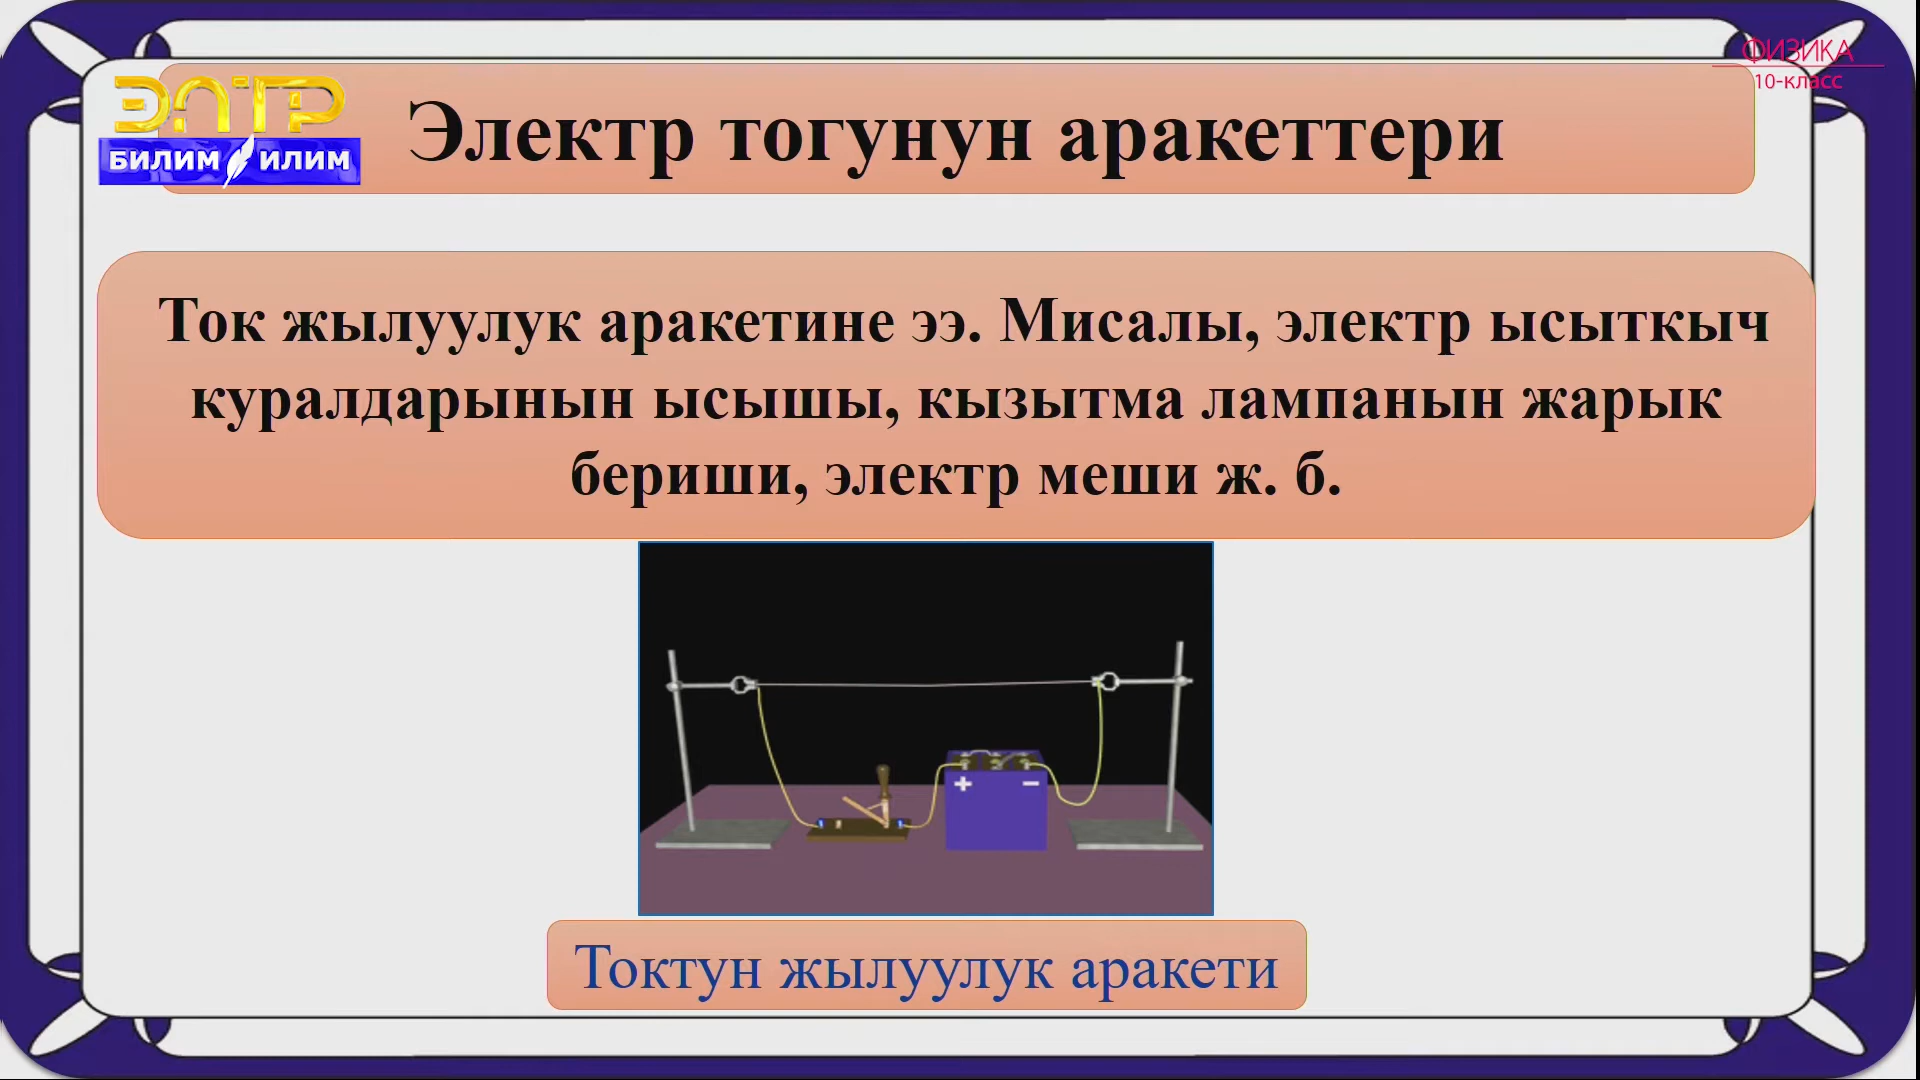 ФИЗИКА
10-класс
ЭЛТР
БИЛИМ ИЛИМ
Электр тогунун аракеттери
Ток жылуулук аракетине ээ. Мисалы, электр ысыткыч
куралдарынын ысышы, кызытма лампанын жарык
бериши, электр меши ж. б.
+ −
Токтун жылуулук аракети